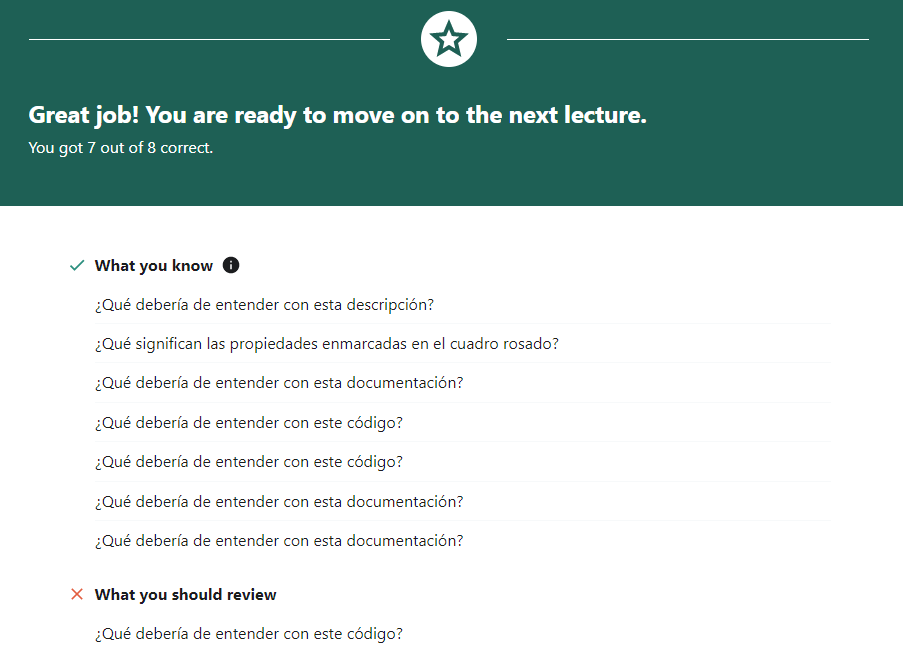 Great job! You are ready to move on to the next lecture.
You got 7 out of 8 correct.
What you know
¿Qué debería de entender con esta descripción?
¿Qué significan las propiedades enmarcadas en el cuadro rosado?
¿Qué debería de entender con esta documentación?
¿Qué debería de entender con este código?
¿Qué debería de entender con este código?
¿Qué debería de entender con esta documentación?
¿Qué debería de entender con esta documentación?
What you should review
¿Qué debería de entender con este código?